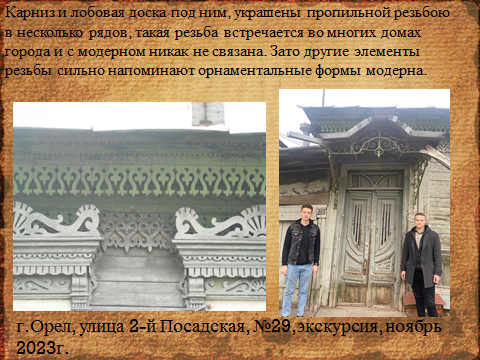 Карниз и лобовая доска под ним, украшены пропильной резьбою
в несколько рядов, такая резьба встречается во многих домах
города и с модерном никак не связана. Зато другие элементы
резьбы сильно напоминают орнаментальные формы модерна.
г.Орел, улица 2-й Посадская, №29,экскурсия,ноябрь
2023г.